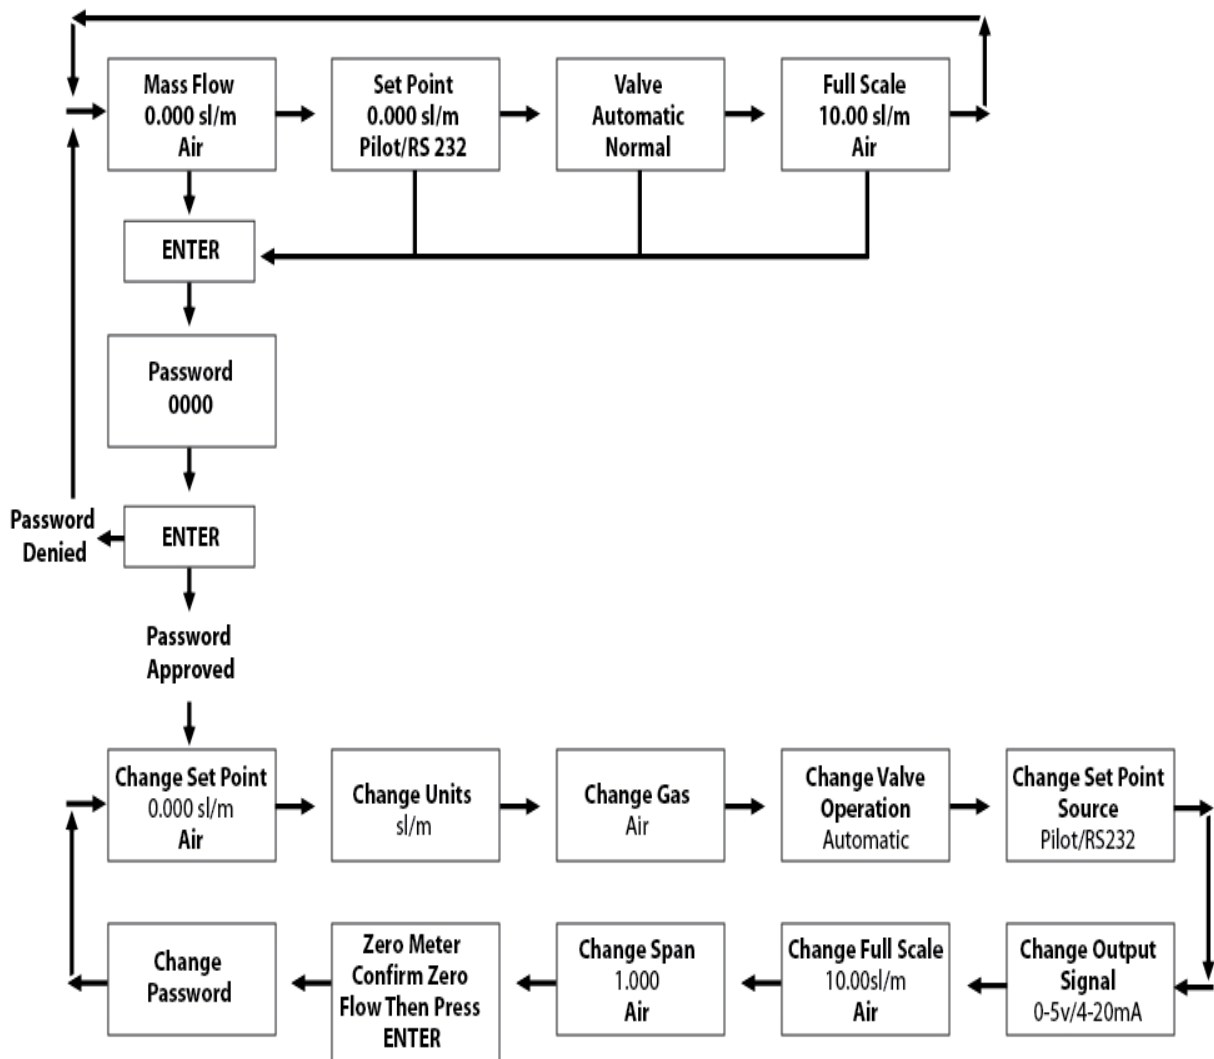 Mass Flow
0.000 sl/m
Air
Set Point
0.000 sl/m
Pilot/RS 232
Valve
Automatic
Normal
Full Scale
10.00 sl/m
Air
ENTER
Password
0000
ENTER
Password
Denied
Password
Approved
Change Set Point
0.000 sl/m
Air
Change Units
sl/m
Change Gas
Air
Change Valve
Operation
Automatic
Change Set Point
Source
Pilot/RS232
Change Output
Signal
0-5v/4-20mA
Change Full Scale
10.00sl/m
Air
Change Span
1.000
Air
Zero Meter
Confirm Zero
Flow Then Press
ENTER
Change
Password